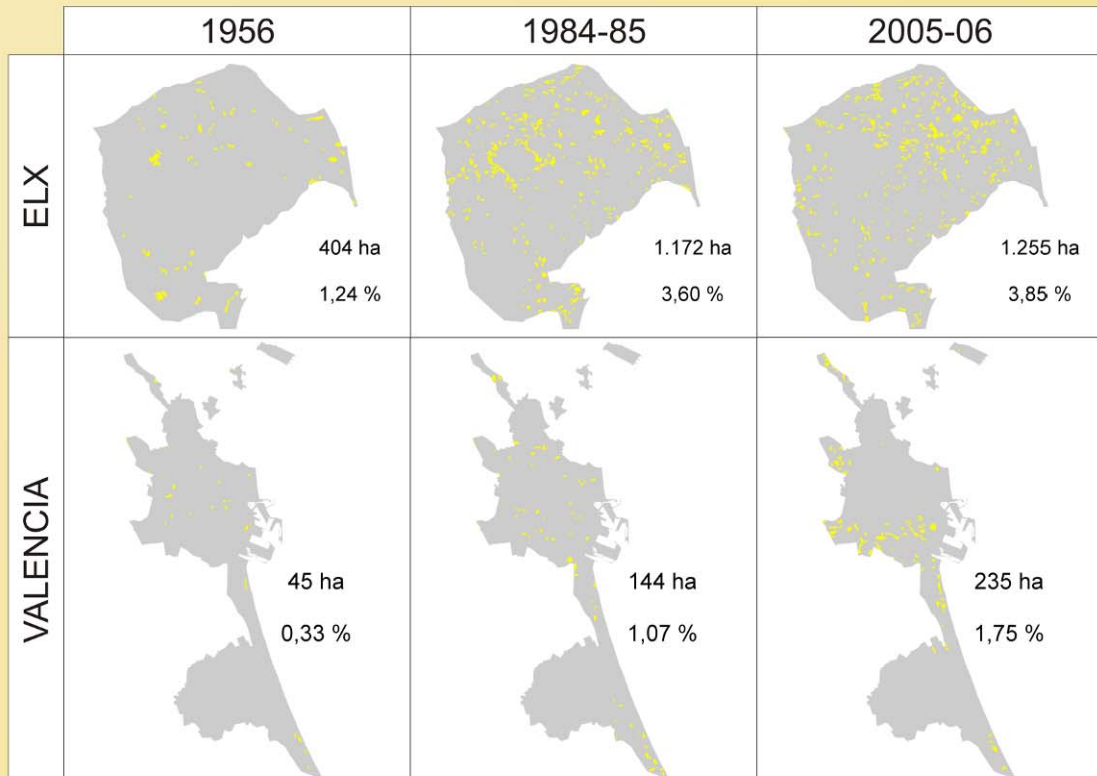 1956
1984-85
2005-06
ELX
404 ha
1,24 %
1.172 ha
3,60 %
1.255 ha
3,85 %
VALENCIA
45 ha
0,33 %
144 ha
1,07 %
235 ha
1,75 %